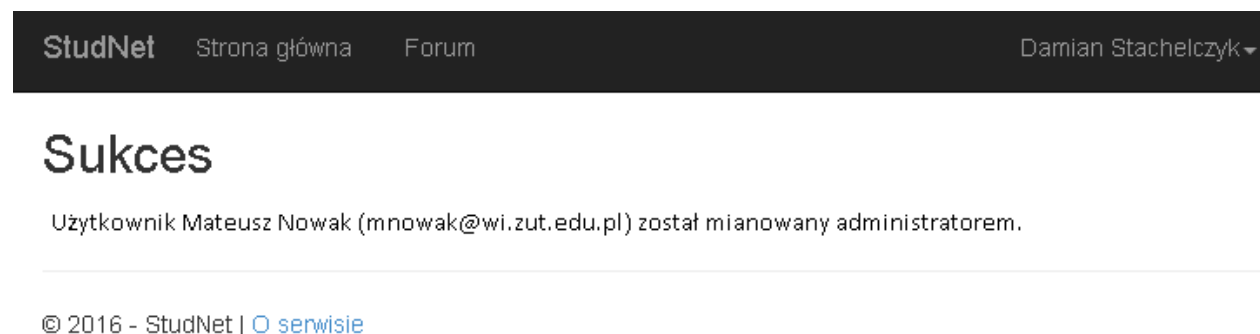 StudNet Strona główna Forum Damian Stachelczyk
Sukces
Użytkownik Mateusz Nowak (mnowak@wi.zut.edu.pl) został mianowany administratorem.
© 2016 - StudNet | O serwisie